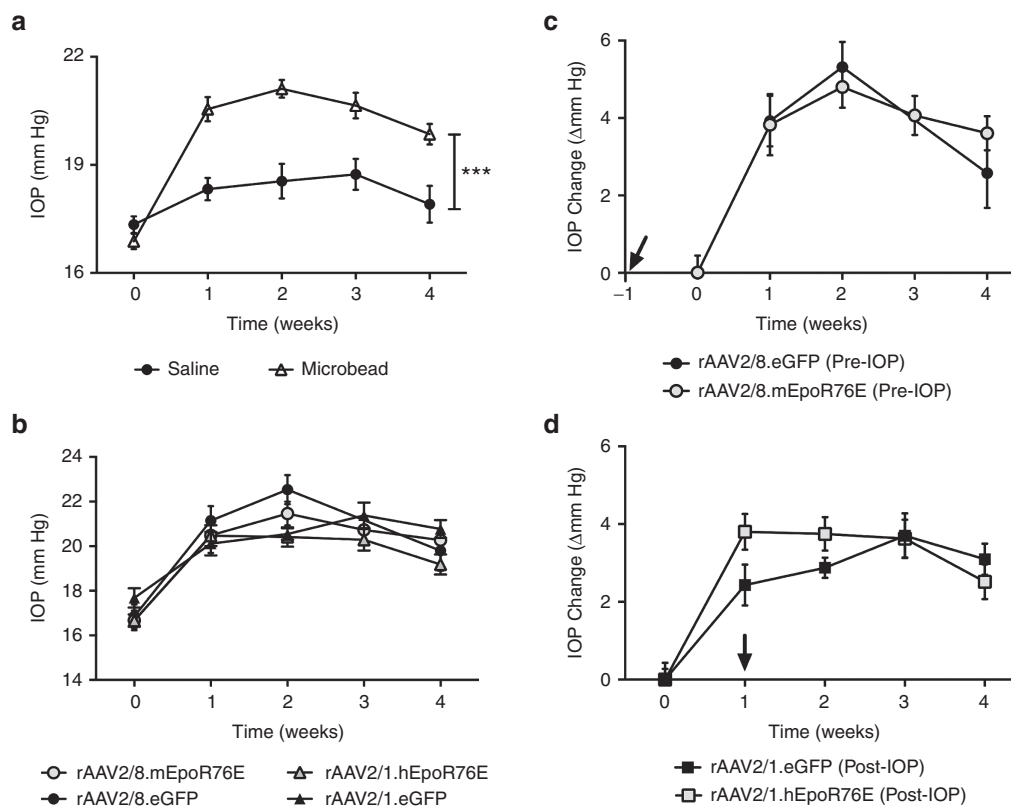 a
22
19
16
IOP (mm Hg)
***
0 1 2 3 4
Time (weeks)
Saline Microbead
b
24
22
20
18
16
14
IOP (mm Hg)
0 1 2 3 4
Time (weeks)
rAAV2/8.mEpoR76E rAAV2/1.hEpoR76E
rAAV2/8.eGFP rAAV2/1.eGFP
c
6
4
2
0
IOP Change (Δmm Hg)
−1 0 1 2 3 4
Time (weeks)
rAAV2/8.eGFP (Pre-IOP)
rAAV2/8.mEpoR76E (Pre-IOP)
d
6
4
2
0
IOP Change (Δmm Hg)
0 1 2 3 4
Time (weeks)
rAAV2/1.eGFP (Post-IOP)
rAAV2/1.hEpoR76E (Post-IOP)